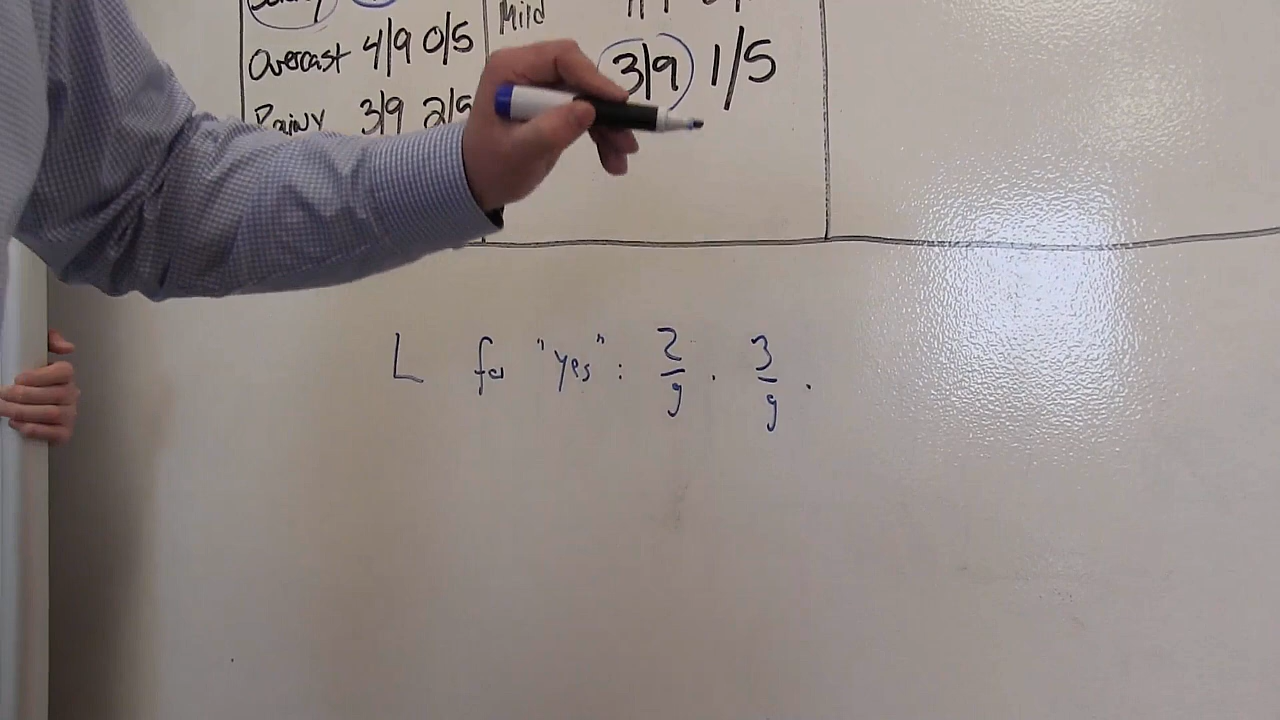 Mild
Overcast 4/9 0/5
3/9 1/5
Rainy 3/9 2/5
L for "yes": 2/9 · 3/9 ·